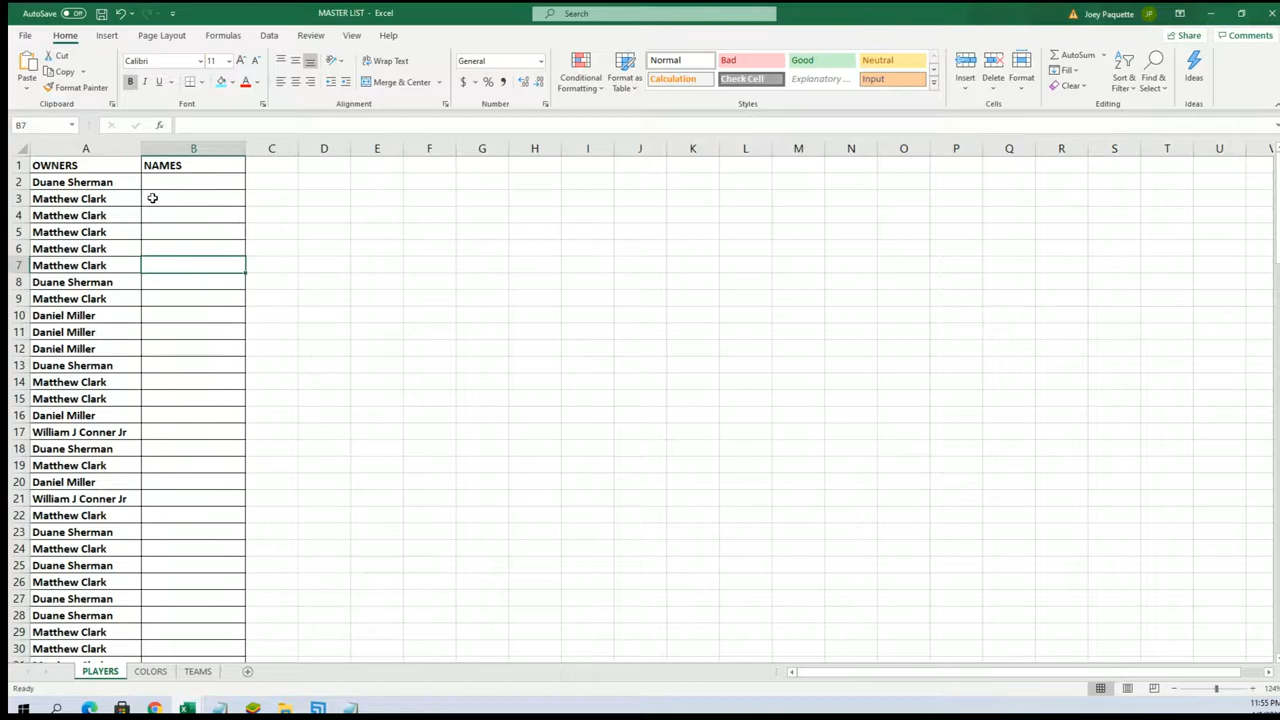 AutoSave Off MASTER LIST - Excel Search Joey Paquette JP
File Home Insert Page Layout Formulas Data Review View Help Share Comments
Paste Cut Copy Format Painter Clipboard
Calibri 11 A A B I U A Font
Wrap Text Merge & Center Alignment
General $ % Number
Conditional Formatting Format as Table
Normal Bad Good Neutral
Calculation Check Cell Explanatory ... Input
Styles
Insert Delete Format Cells
AutoSum Fill Clear Sort & Filter Find & Select Editing
Ideas Ideas
B7 fx
A B C D E F G H I J K L M N O P Q R S T U
1 OWNERS NAMES
2 Duane Sherman
3 Matthew Clark
4 Matthew Clark
5 Matthew Clark
6 Matthew Clark
7 Matthew Clark
8 Duane Sherman
9 Matthew Clark
10 Daniel Miller
11 Daniel Miller
12 Daniel Miller
13 Duane Sherman
14 Matthew Clark
15 Matthew Clark
16 Daniel Miller
17 William J Conner Jr
18 Duane Sherman
19 Matthew Clark
20 Daniel Miller
21 William J Conner Jr
22 Matthew Clark
23 Duane Sherman
24 Matthew Clark
25 Duane Sherman
26 Matthew Clark
27 Duane Sherman
28 Duane Sherman
29 Matthew Clark
30 Matthew Clark
PLAYERS COLORS TEAMS
Ready 124%
11:55 PM